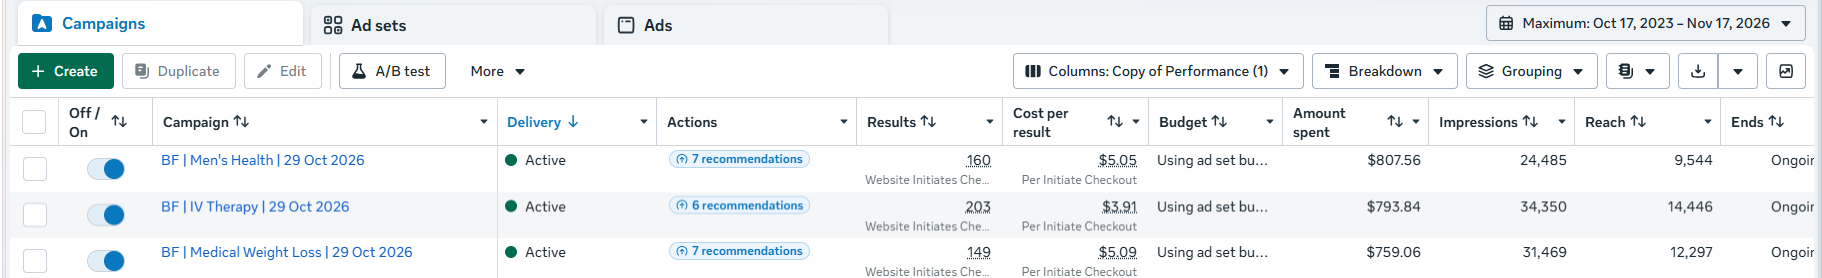 Campaigns
Ad sets
Ads
Maximum: Oct 17, 2023 – Nov 17, 2026
+ Create
Duplicate
Edit
A/B test
More
Columns: Copy of Performance (1)
Breakdown
Grouping
Off / On
Campaign
Delivery ↓
Actions
Results
Cost per result
Budget
Amount spent
Impressions
Reach
Ends
BF | Men's Health | 29 Oct 2026
Active
7 recommendations
160
$5.05
Using ad set bu...
$807.56
24,485
9,544
Ongoir
Website Initiates Che...
Per Initiate Checkout
BF | IV Therapy | 29 Oct 2026
Active
6 recommendations
203
$3.91
Using ad set bu...
$793.84
34,350
14,446
Ongoir
Website Initiates Che...
Per Initiate Checkout
BF | Medical Weight Loss | 29 Oct 2026
Active
7 recommendations
149
$5.09
Using ad set bu...
$759.06
31,469
12,297
Ongoir
Website Initiates Che...
Per Initiate Checkout